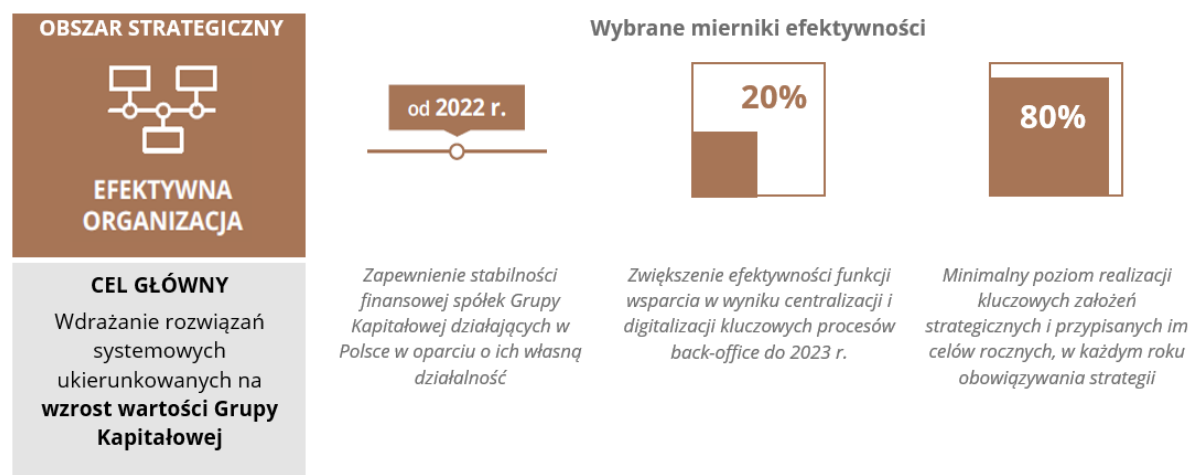 OBSZAR STRATEGICZNY
EFEKTYWNA
ORGANIZACJA
CEL GŁÓWNY
Wdrażanie rozwiązań
systemowych
ukierunkowanych na
wzrost wartości Grupy
Kapitałowej
Wybrane mierniki efektywności
od 2022 r.
Zapewnienie stabilności
finansowej spółek Grupy
Kapitałowej działających w
Polsce w oparciu o ich własną
działalność
20%
Zwiększenie efektywności funkcji
wsparcia w wyniku centralizacji i
digitalizacji kluczowych procesów
back-office do 2023 r.
80%
Minimalny poziom realizacji
kluczowych założeń
strategicznych i przypisanych im
celów rocznych, w każdym roku
obowiązywania strategii